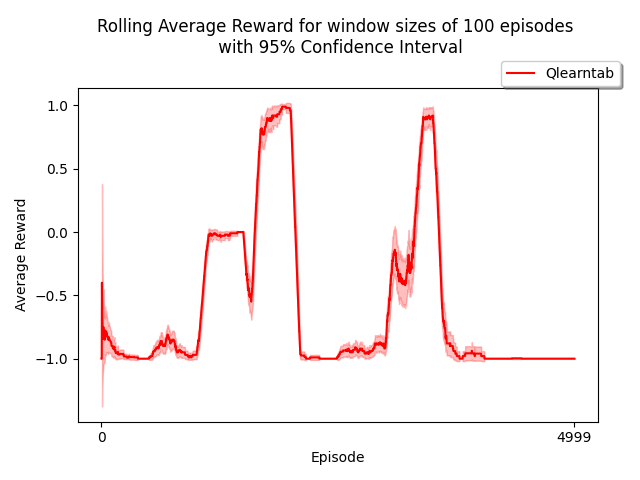 Rolling Average Reward for window sizes of 100 episodes
with 95% Confidence Interval
Qlearntab
1.0
0.5
0.0
−0.5
−1.0
Average Reward
0
4999
Episode